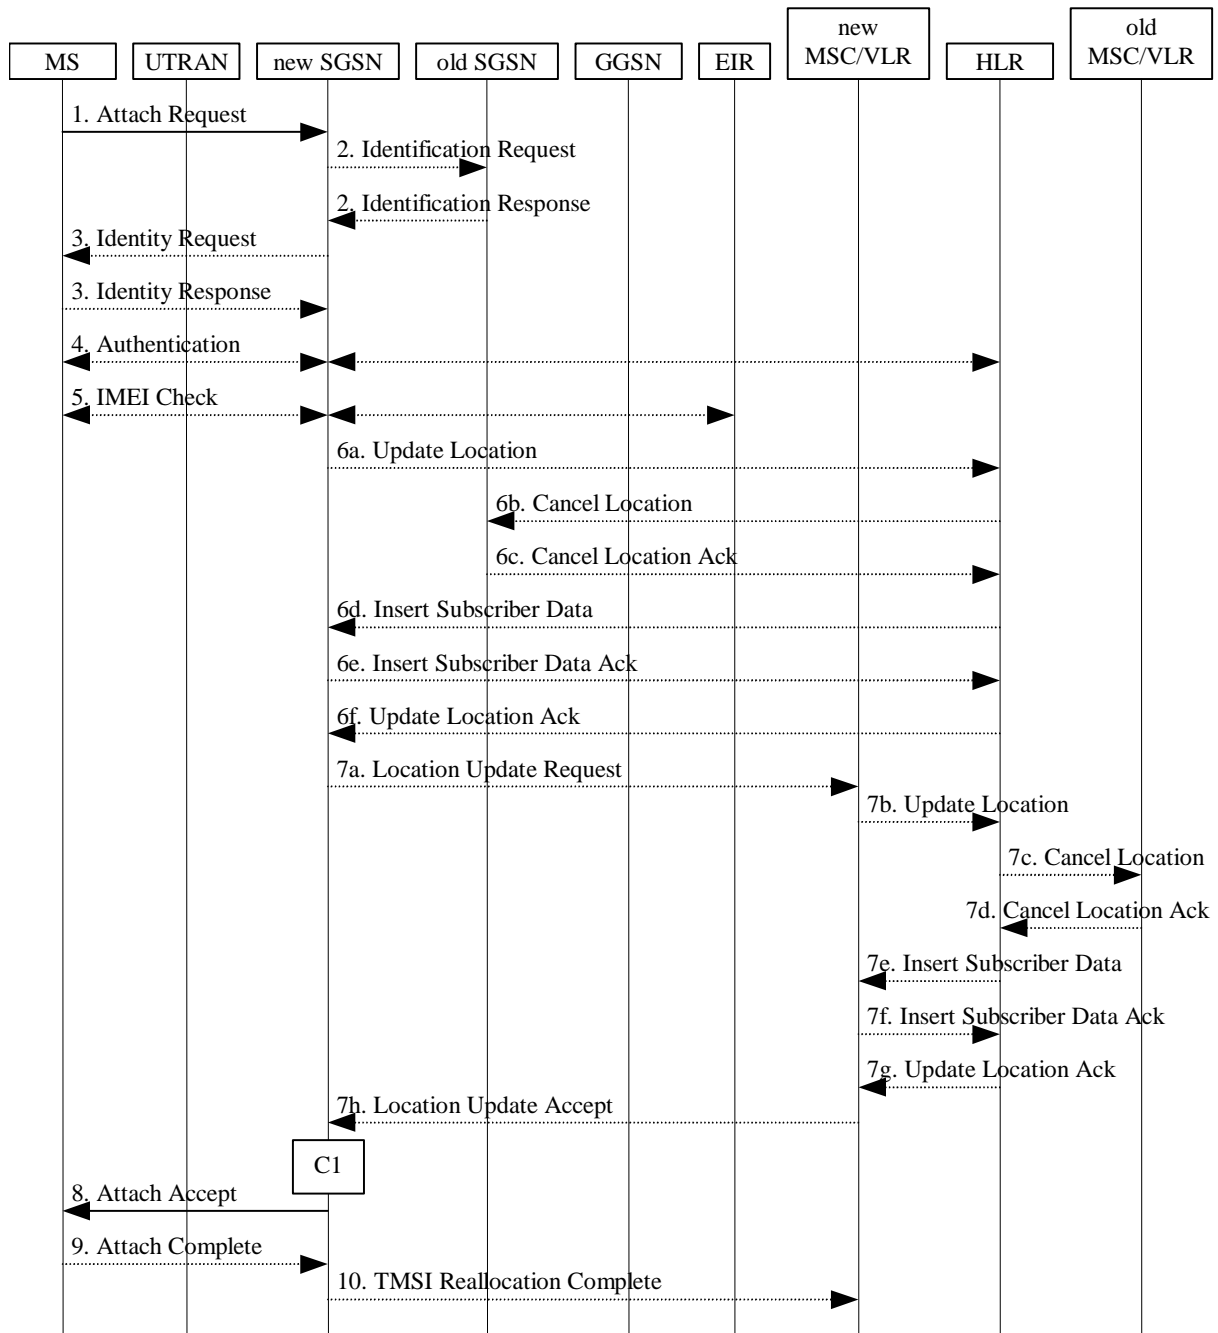 MS
UTRAN
new SGSN
old SGSN
GGSN
EIR
new
MSC/VLR
HLR
old
MSC/VLR
1. Attach Request
2. Identification Request
2. Identification Response
3. Identity Request
3. Identity Response
4. Authentication
5. IMEI Check
6a. Update Location
6b. Cancel Location
6c. Cancel Location Ack
6d. Insert Subscriber Data
6e. Insert Subscriber Data Ack
6f. Update Location Ack
7a. Location Update Request
7b. Update Location
7c. Cancel Location
7d. Cancel Location Ack
7e. Insert Subscriber Data
7f. Insert Subscriber Data Ack
7g. Update Location Ack
7h. Location Update Accept
C1
8. Attach Accept
9. Attach Complete
10. TMSI Reallocation Complete